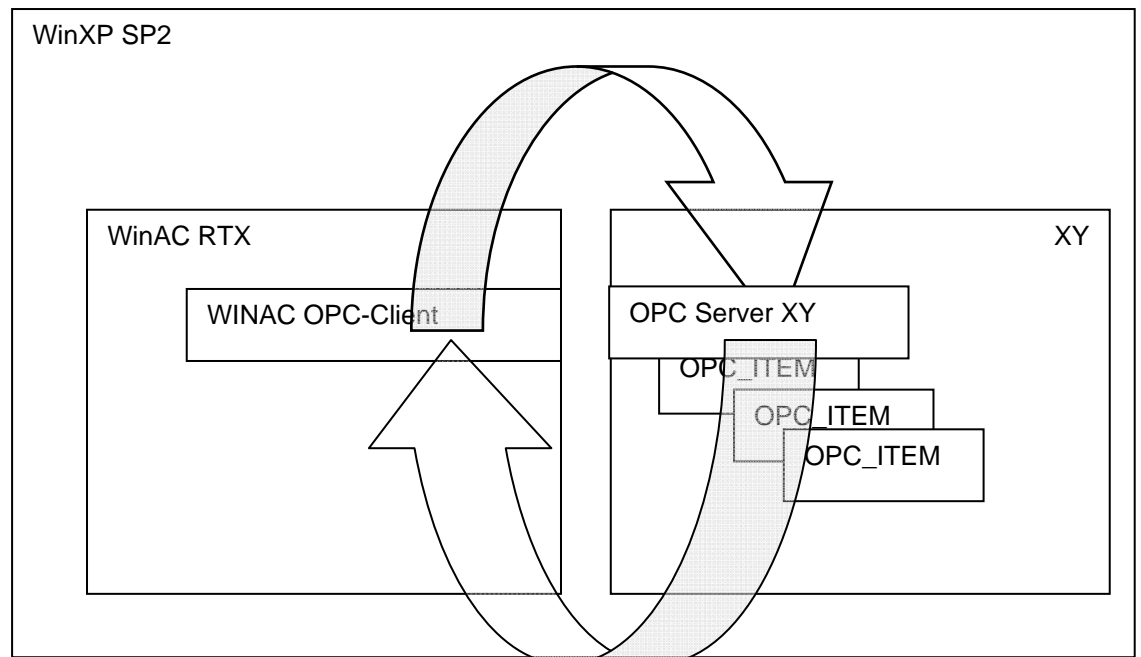 WinXP SP2
WinAC RTX
XY
WINAC OPC-Client
OPC Server XY
OPC_ITEM
OPC_ITEM
OPC_ITEM